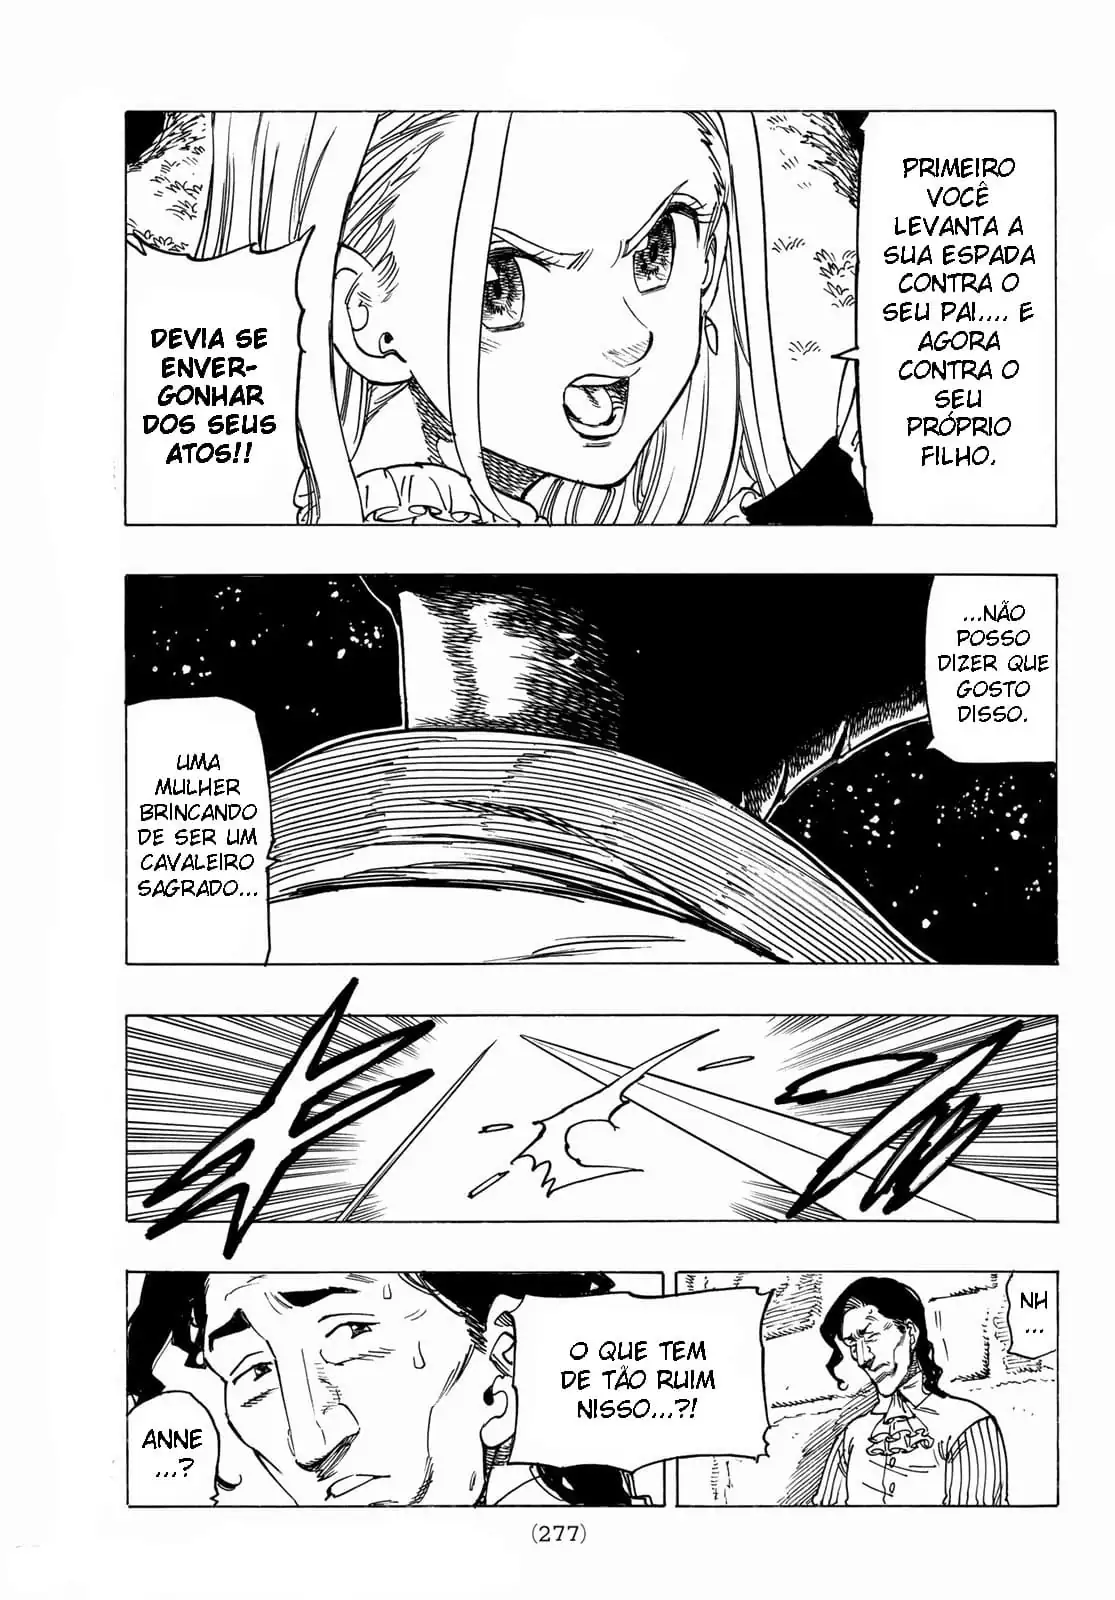 PRIMEIRO
VOCÊ
LEVANTA A
SUA ESPADA
CONTRA O
SEU PAI.... E
AGORA
CONTRA O
SEU
PRÓPRIO
FILHO.
DEVIA SE
ENVER-
GONHAR
DOS SEUS
ATOS!!
...NÃO
POSSO
DIZER QUE
GOSTO
DISSO.
UMA
MULHER
BRINCANDO
DE SER UM
CAVALEIRO
SAGRADO...
NH
...
O QUE TEM
DE TÃO RUIM
NISSO...?!
ANNE
...?
(277)